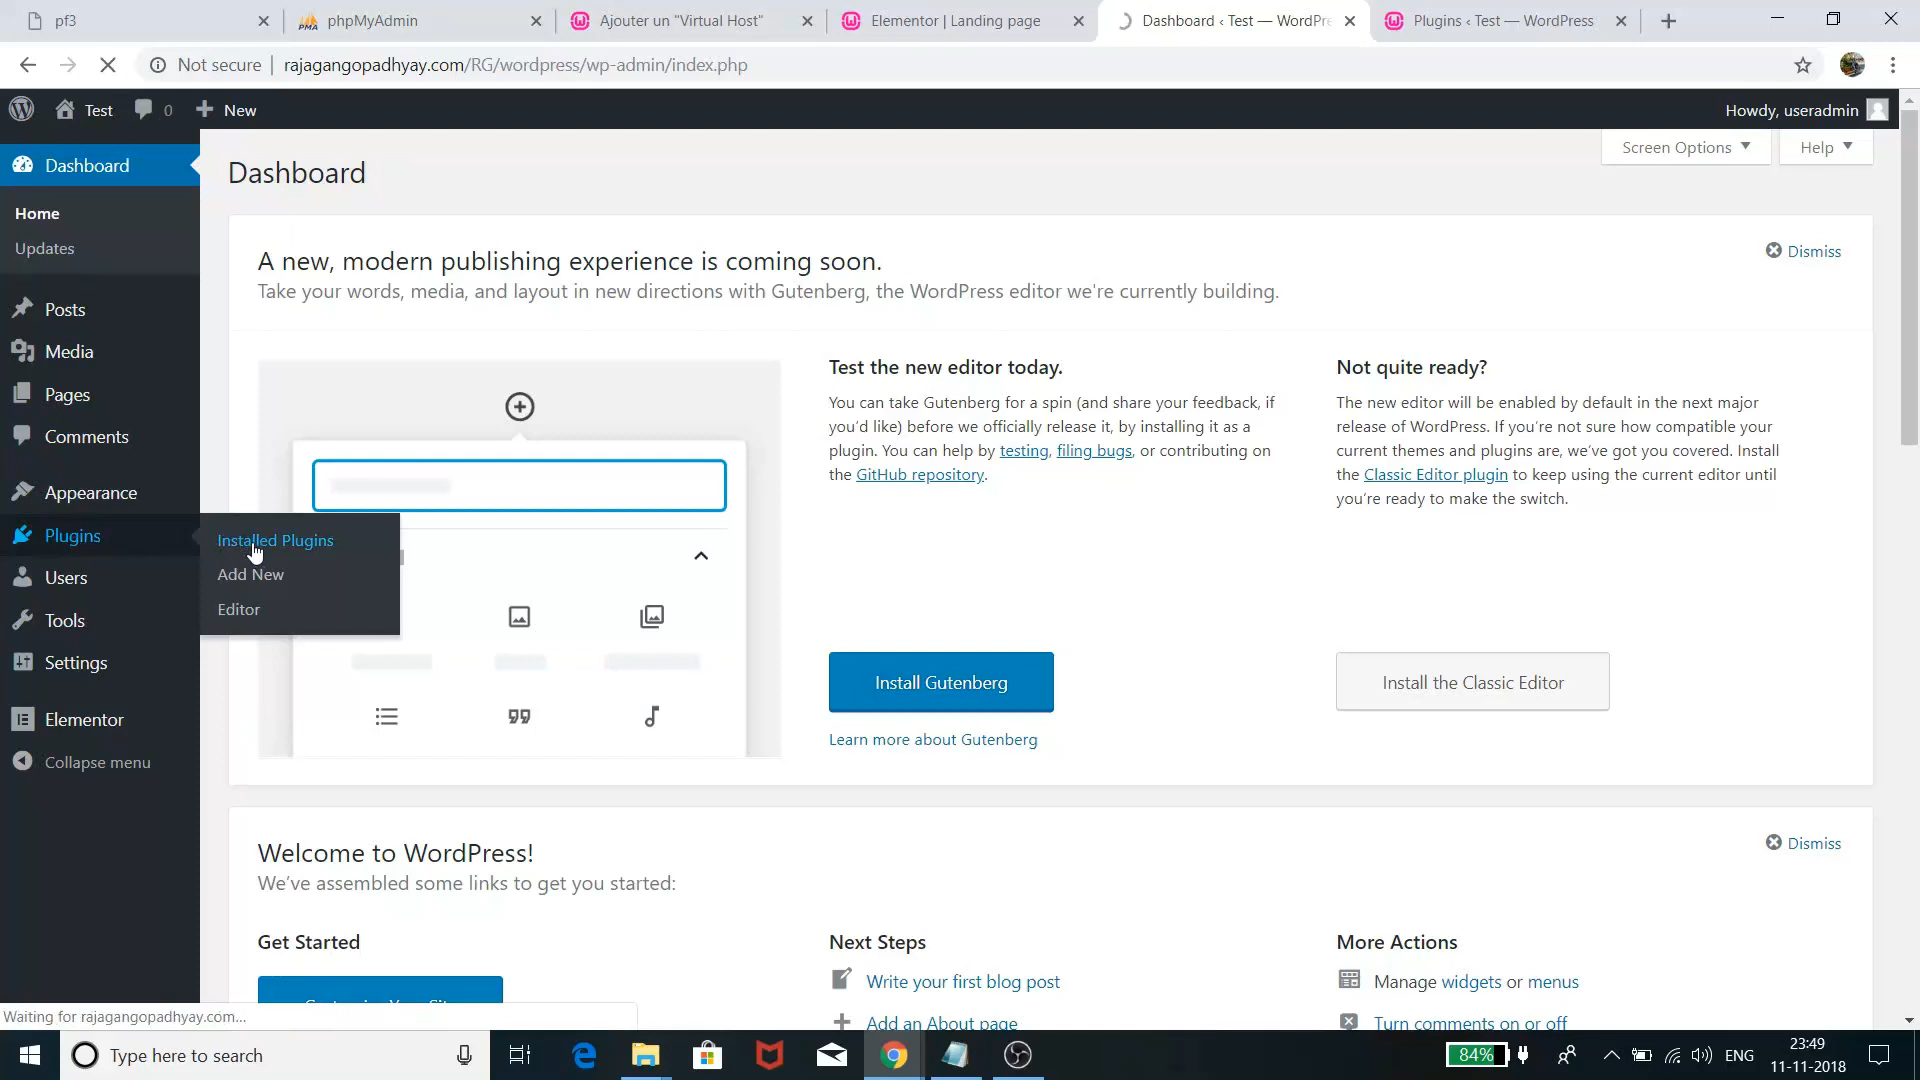 pf3
phpMyAdmin
Ajouter un "Virtual Host"
Elementor | Landing page
Dashboard ‹ Test — WordPre
Plugins ‹ Test — WordPress
Not secure
rajagangopadhyay.com/RG/wordpress/wp-admin/index.php
Test
0
New
Howdy, useradmin
Dashboard
Home
Updates
Posts
Media
Pages
Comments
Appearance
Plugins
Users
Tools
Settings
Elementor
Collapse menu
Installed Plugins
Add New
Editor
Dashboard
Screen Options
Help
A new, modern publishing experience is coming soon.
Dismiss
Take your words, media, and layout in new directions with Gutenberg, the WordPress editor we're currently building.
Test the new editor today.
You can take Gutenberg for a spin (and share your feedback, if
you'd like) before we officially release it, by installing it as a
plugin. You can help by testing, filing bugs, or contributing on
the GitHub repository.
Install Gutenberg
Learn more about Gutenberg
Not quite ready?
The new editor will be enabled by default in the next major
release of WordPress. If you're not sure how compatible your
current themes and plugins are, we've got you covered. Install
the Classic Editor plugin to keep using the current editor until
you're ready to make the switch.
Install the Classic Editor
Welcome to WordPress!
Dismiss
We've assembled some links to get you started:
Get Started
Next Steps
Write your first blog post
Add an About page
More Actions
Manage widgets or menus
Turn comments on or off
Waiting for rajagangopadhyay.com...
Type here to search
84%
ENG
23:49
11-11-2018